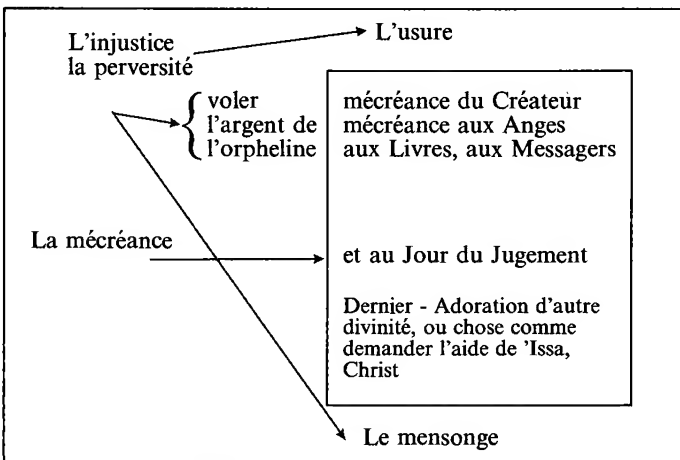 L'injustice
la perversité
L'usure
voler
l'argent de
l'orpheline
mécréance du Créateur
mécréance aux Anges
aux Livres, aux Messagers
La mécréance
et au Jour du Jugement
Dernier - Adoration d'autre
divinité, ou chose comme
demander l'aide de 'Issa,
Christ
Le mensonge